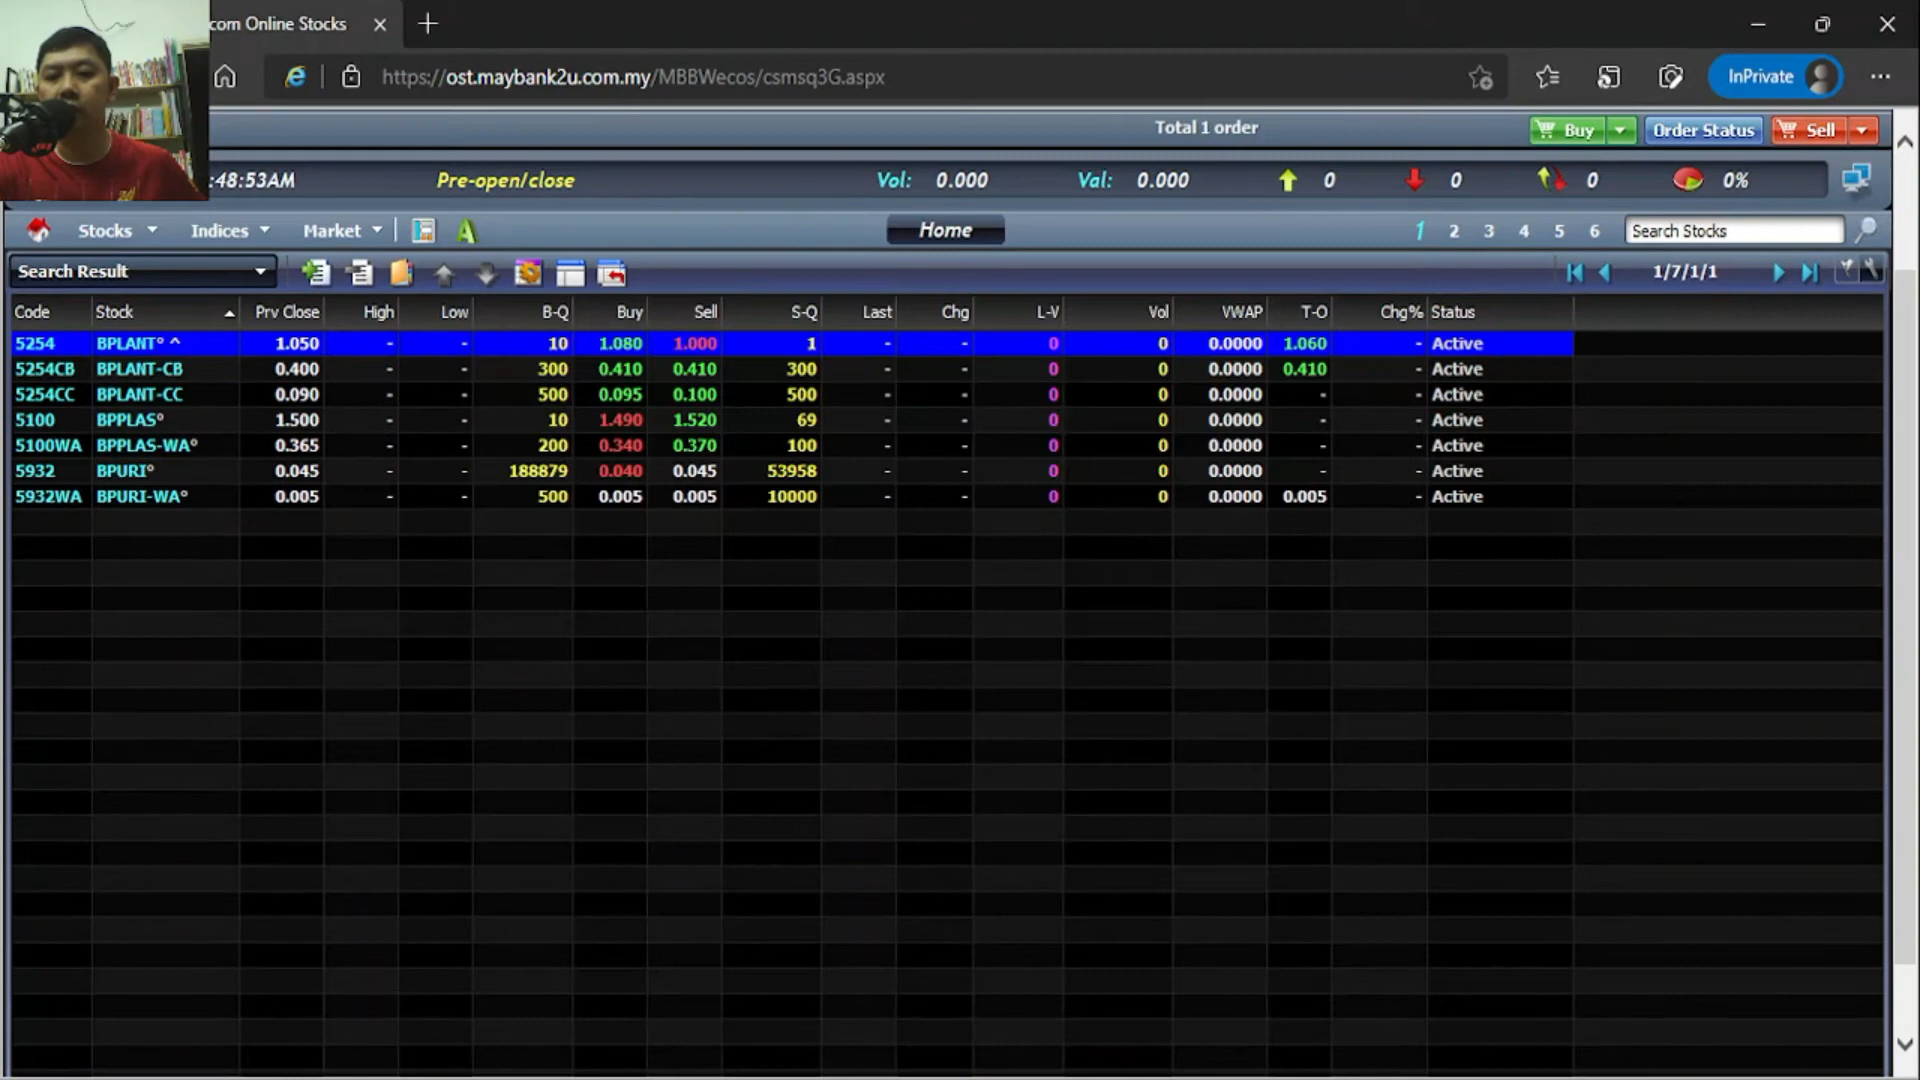 com Online Stocks
https://ost.maybank2u.com.my/MBBWecos/csmsq3G.aspx InPrivate
Total 1 order Buy Order Status Sell
:48:53AM Pre-open/close Vol: 0.000 Val: 0.000 0 0 0 0%
Stocks Indices Market A Home 1 2 3 4 5 6 Search Stocks
Search Result 1/7/1/1
Code Stock Prv Close High Low B-Q Buy Sell S-Q Last Chg L-V Vol VWAP T-O Chg% Status
5254 BPLANT° ^ 1.050 - - 10 1.080 1.000 1 - - 0 0 0.0000 1.060 - Active
5254CB BPLANT-CB 0.400 - - 300 0.410 0.410 300 - - 0 0 0.0000 0.410 - Active
5254CC BPLANT-CC 0.090 - - 500 0.095 0.100 500 - - 0 0 0.0000 - - Active
5100 BPPLAS° 1.500 - - 10 1.490 1.520 69 - - 0 0 0.0000 - - Active
5100WA BPPLAS-WA° 0.365 - - 200 0.340 0.370 100 - - 0 0 0.0000 - - Active
5932 BPURI° 0.045 - - 188879 0.040 0.045 53958 - - 0 0 0.0000 - - Active
5932WA BPURI-WA° 0.005 - - 500 0.005 0.005 10000 - - 0 0 0.0000 0.005 - Active